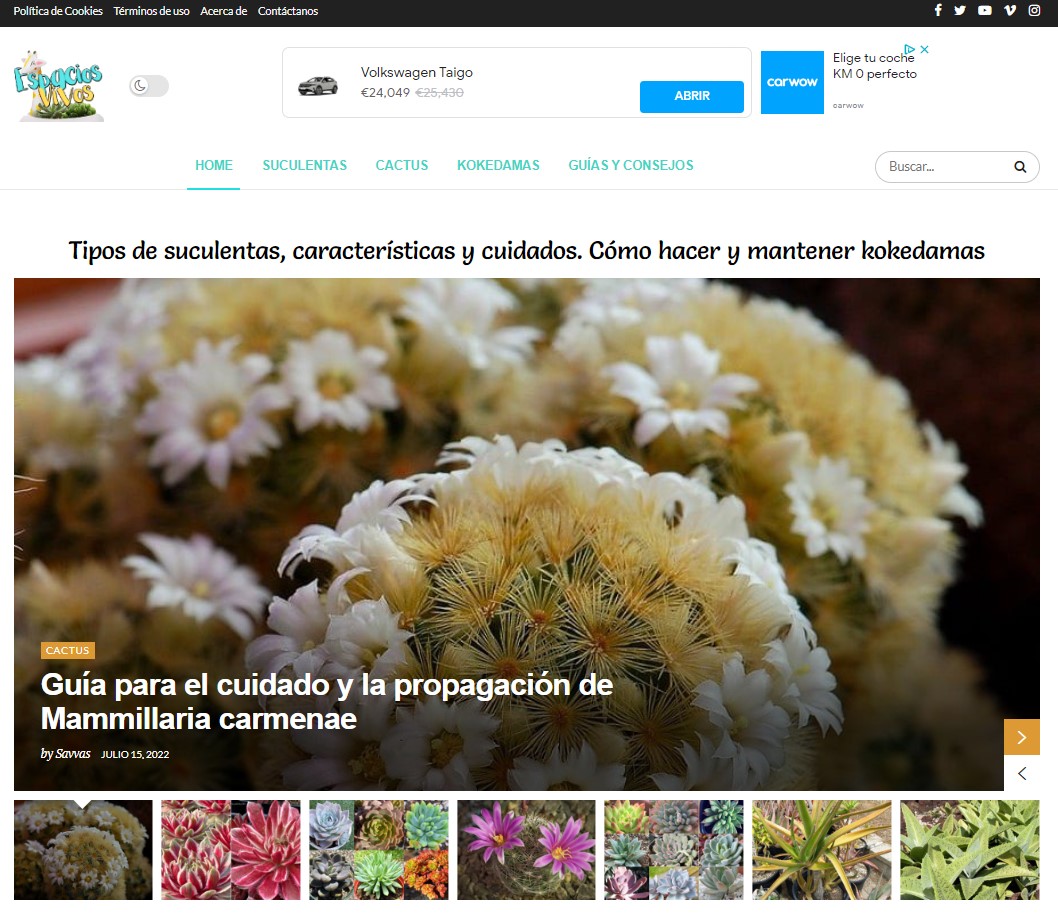 Política de Cookies Términos de uso Acerca de Contáctanos
Espacios
Vivos
Volkswagen Taigo
€24,049 €25,430
ABRIR
carwow
Elige tu coche
KM 0 perfecto
carwow
HOME SUCULENTAS CACTUS KOKEDAMAS GUÍAS Y CONSEJOS
Buscar...
Tipos de suculentas, características y cuidados. Cómo hacer y mantener kokedamas
CACTUS
Guía para el cuidado y la propagación de
Mammillaria carmenae
by Savvas JULIO 15, 2022